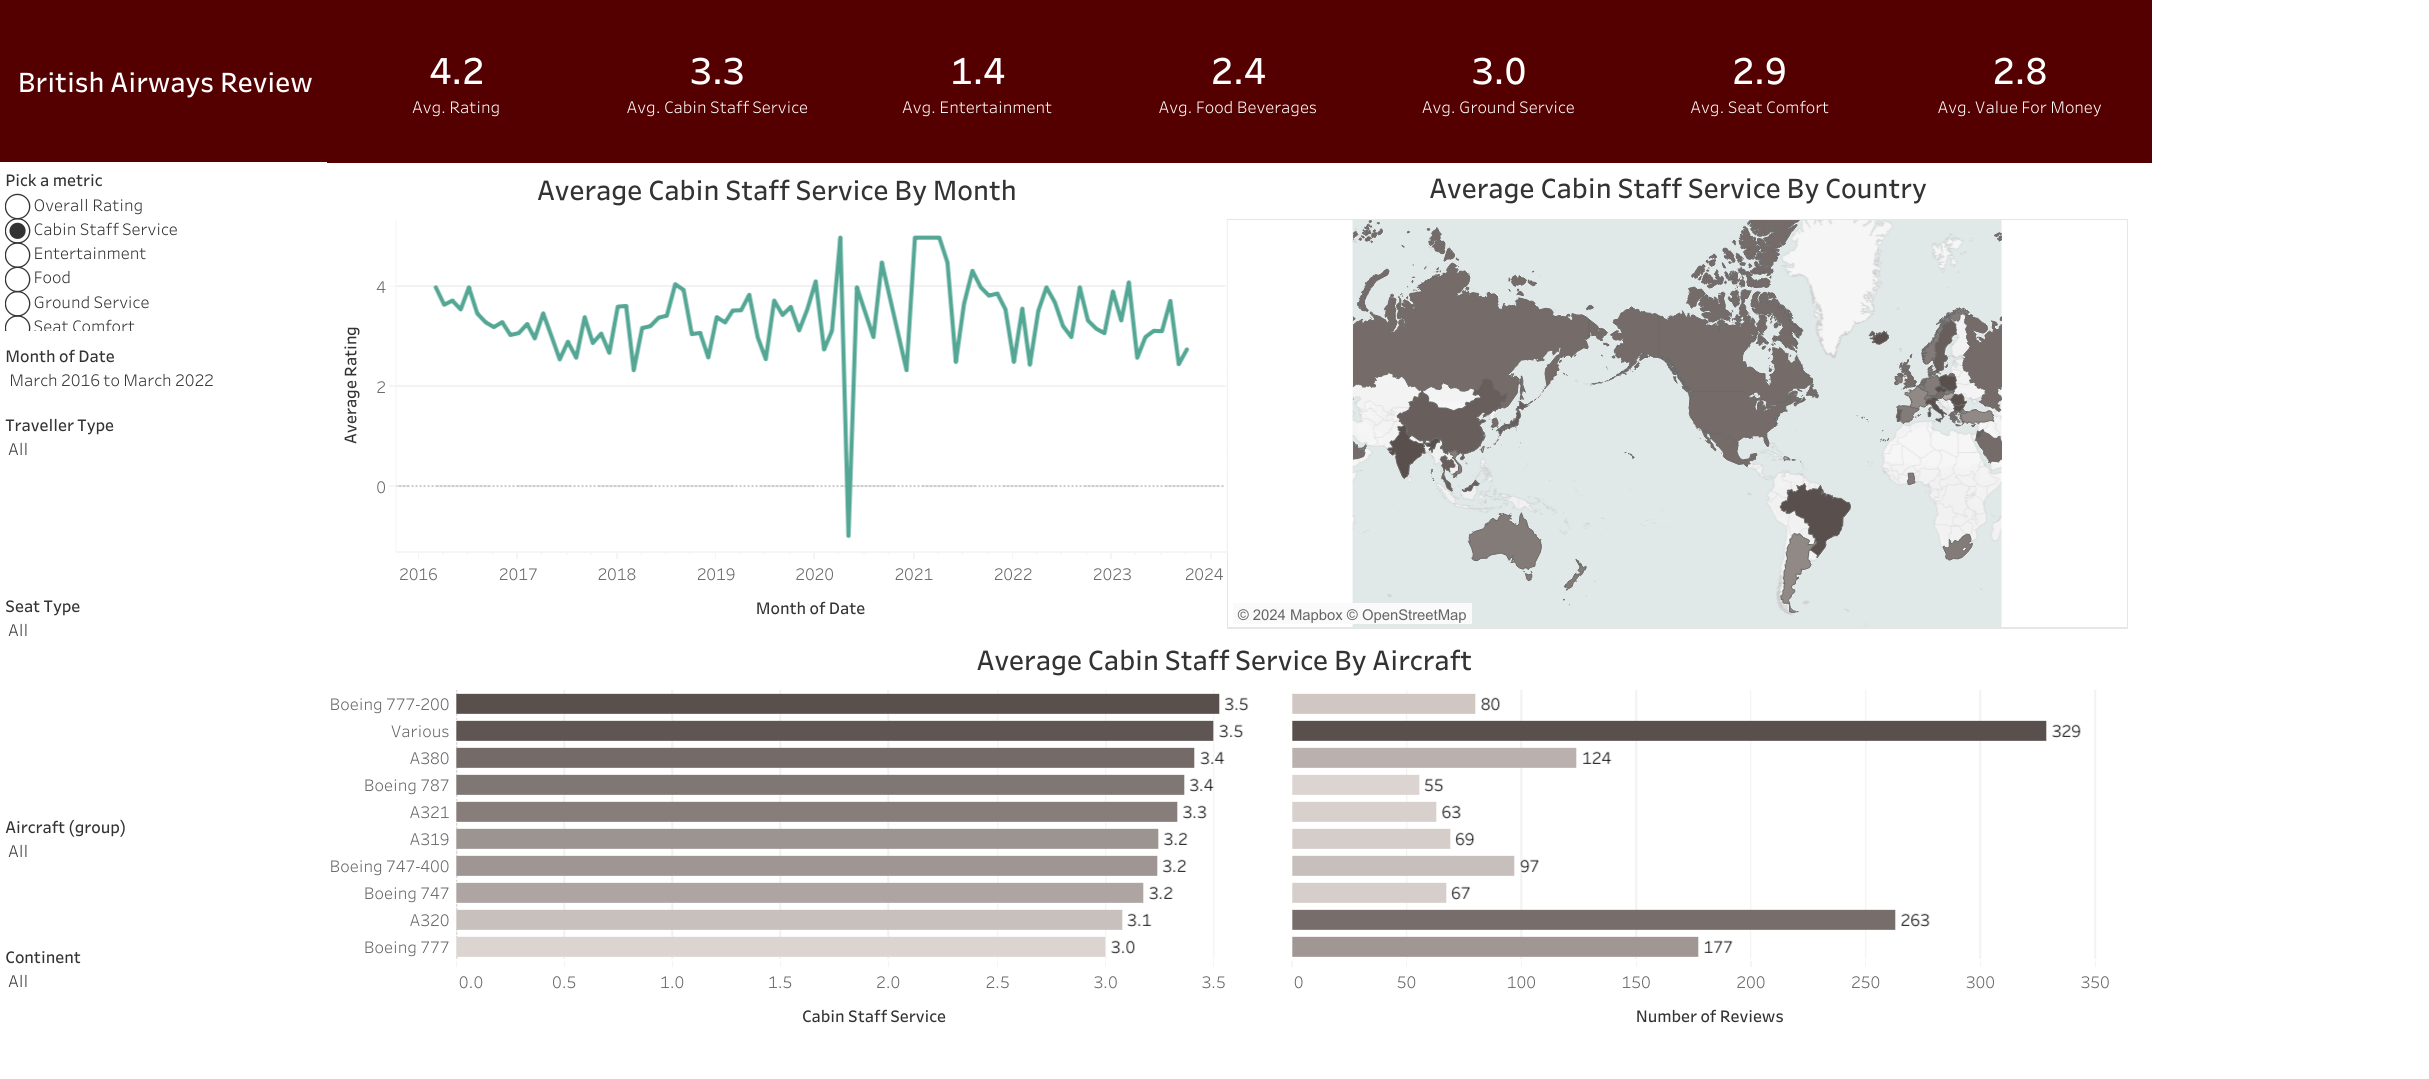 British Airways Review
4.2
Avg. Rating
3.3
Avg. Cabin Staff Service
1.4
Avg. Entertainment
2.4
Avg. Food Beverages
3.0
Avg. Ground Service
2.9
Avg. Seat Comfort
2.8
Avg. Value For Money
Pick a metric
Overall Rating
Cabin Staff Service
Entertainment
Food
Ground Service
Seat Comfort
Month of Date
March 2016 to March 2022
Traveller Type
All
Seat Type
All
Aircraft (group)
All
Continent
All
Average Cabin Staff Service By Month
Average Rating
4
2
0
2016 2017 2018 2019 2020 2021 2022 2023 2024
Month of Date
Average Cabin Staff Service By Country
© 2024 Mapbox © OpenStreetMap
Average Cabin Staff Service By Aircraft
Boeing 777-200 3.5 80
Various 3.5 329
A380 3.4 124
Boeing 787 3.4 55
A321 3.3 63
A319 3.2 69
Boeing 747-400 3.2 97
Boeing 747 3.2 67
A320 3.1 263
Boeing 777 3.0 177
0.0 0.5 1.0 1.5 2.0 2.5 3.0 3.5
0 50 100 150 200 250 300 350
Cabin Staff Service
Number of Reviews